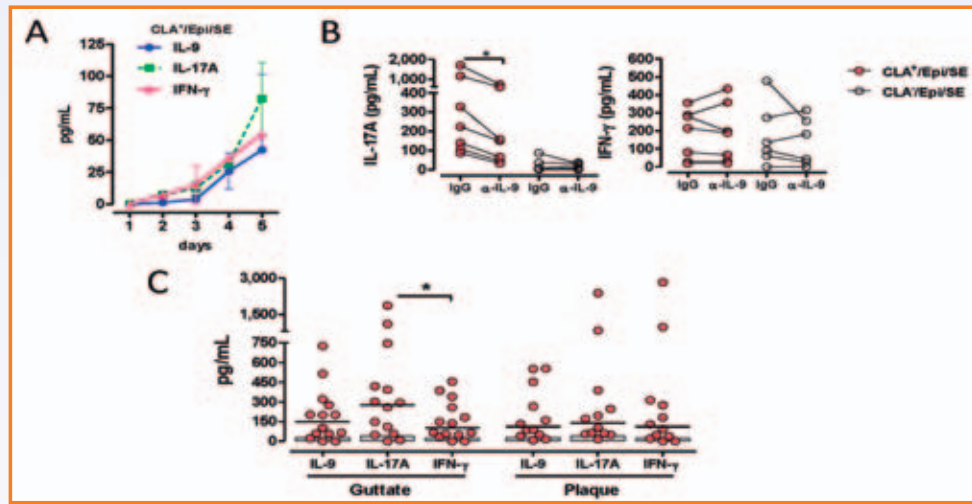 A
CLA+/Epi/SE
IL-9
IL-17A
IFN-γ
125
100
75
50
25
0
pg/mL
1 2 3 4 5
days
B
IL-17A (pg/mL)
2,000
1,000
400
300
200
100
0
*
IgG α-IL-9 IgG α-IL-9
IFN-γ (pg/mL)
600
500
400
300
200
100
0
IgG α-IL-9 IgG α-IL-9
CLA+/Epi/SE
CLA-/Epi/SE
C
pg/mL
3,000
1,500
750
600
450
300
150
0
*
IL-9 IL-17A IFN-γ IL-9 IL-17A IFN-γ
Guttate Plaque